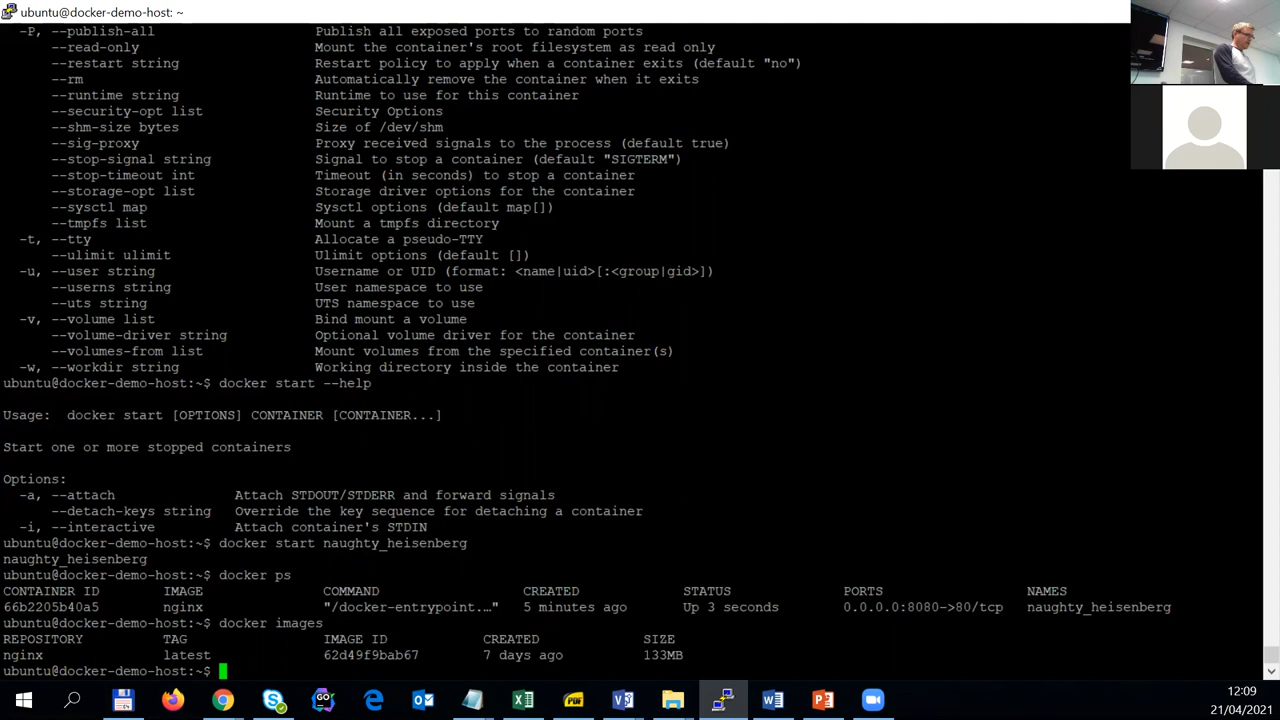 ubuntu@docker-demo-host: ~
-P, --publish-all Publish all exposed ports to random ports
--read-only Mount the container's root filesystem as read only
--restart string Restart policy to apply when a container exits (default "no")
--rm Automatically remove the container when it exits
--runtime string Runtime to use for this container
--security-opt list Security Options
--shm-size bytes Size of /dev/shm
--sig-proxy Proxy received signals to the process (default true)
--stop-signal string Signal to stop a container (default "SIGTERM")
--stop-timeout int Timeout (in seconds) to stop a container
--storage-opt list Storage driver options for the container
--sysctl map Sysctl options (default map[])
--tmpfs list Mount a tmpfs directory
-t, --tty Allocate a pseudo-TTY
--ulimit ulimit Ulimit options (default [])
-u, --user string Username or UID (format: <name|uid>[:<group|gid>])
--userns string User namespace to use
--uts string UTS namespace to use
-v, --volume list Bind mount a volume
--volume-driver string Optional volume driver for the container
--volumes-from list Mount volumes from the specified container(s)
-w, --workdir string Working directory inside the container
ubuntu@docker-demo-host:~$ docker start --help
Usage: docker start [OPTIONS] CONTAINER [CONTAINER...]
Start one or more stopped containers
Options:
-a, --attach Attach STDOUT/STDERR and forward signals
--detach-keys string Override the key sequence for detaching a container
-i, --interactive Attach container's STDIN
ubuntu@docker-demo-host:~$ docker start naughty_heisenberg
naughty_heisenberg
ubuntu@docker-demo-host:~$ docker ps
CONTAINER ID IMAGE COMMAND CREATED STATUS PORTS NAMES
66b2205b40a5 nginx "/docker-entrypoint.…" 5 minutes ago Up 3 seconds 0.0.0.0:8080->80/tcp naughty_heisenberg
ubuntu@docker-demo-host:~$ docker images
REPOSITORY TAG IMAGE ID CREATED SIZE
nginx latest 62d49f9bab67 7 days ago 133MB
ubuntu@docker-demo-host:~$
GO
PDF
12:09
21/04/2021